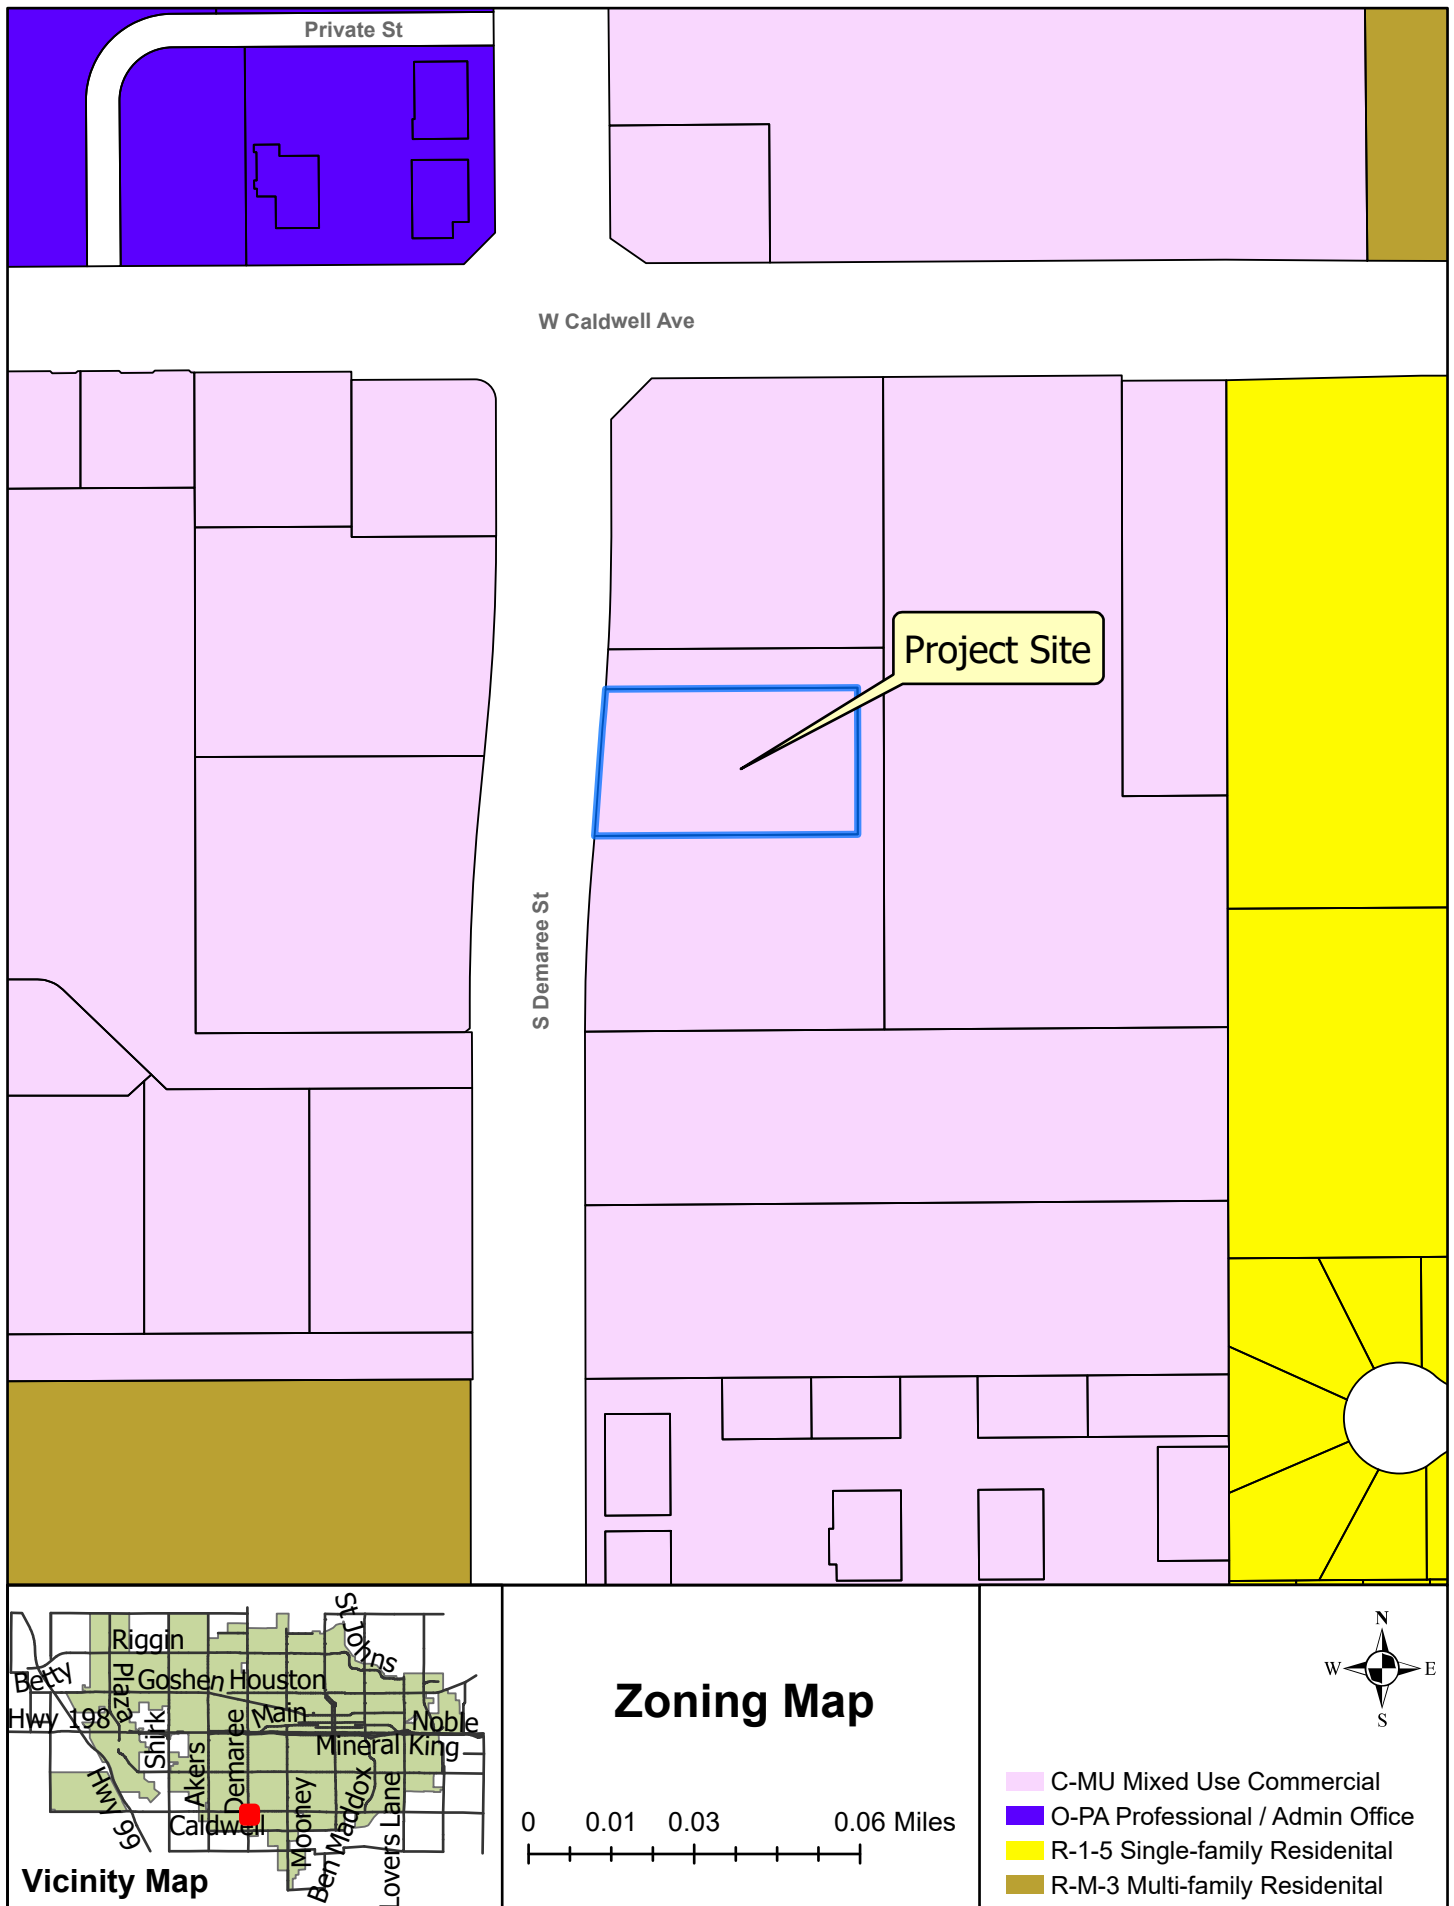 Private St
W Caldwell Ave
Project Site
S Demaree St
St Johns
Riggin
Betty
Plaza
Goshen
Houston
Hwy 198
Shirk
Main
Noble
Akers
Demaree
Mineral King
Hwy 99
Caldwell
Mooney
Ben Maddox
Lovers Lane
Vicinity Map
Zoning Map
0 0.01 0.03 0.06 Miles
N
W E
S
C-MU Mixed Use Commercial
O-PA Professional / Admin Office
R-1-5 Single-family Residenital
R-M-3 Multi-family Residenital